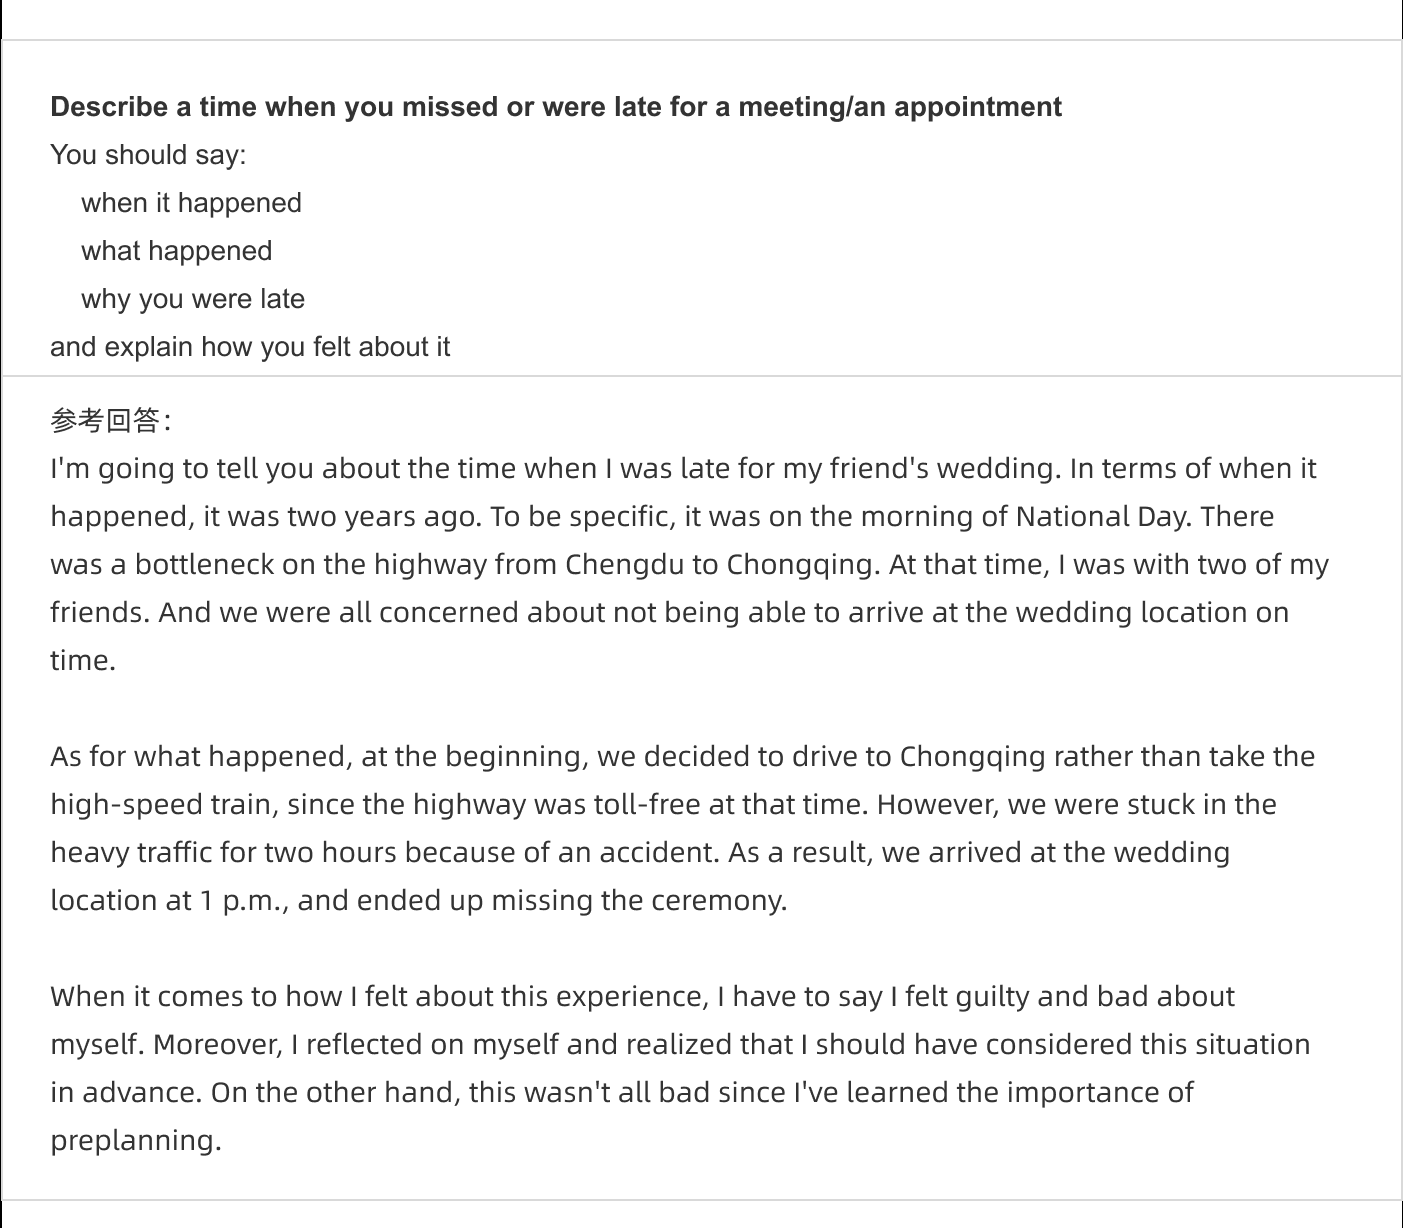 Describe a time when you missed or were late for a meeting/an appointment
You should say:
when it happened
what happened
why you were late
and explain how you felt about it
参考回答：
I'm going to tell you about the time when I was late for my friend's wedding. In terms of when it
happened, it was two years ago. To be specific, it was on the morning of National Day. There
was a bottleneck on the highway from Chengdu to Chongqing. At that time, I was with two of my
friends. And we were all concerned about not being able to arrive at the wedding location on
time.
As for what happened, at the beginning, we decided to drive to Chongqing rather than take the
high-speed train, since the highway was toll-free at that time. However, we were stuck in the
heavy traffic for two hours because of an accident. As a result, we arrived at the wedding
location at 1 p.m., and ended up missing the ceremony.
When it comes to how I felt about this experience, I have to say I felt guilty and bad about
myself. Moreover, I reflected on myself and realized that I should have considered this situation
in advance. On the other hand, this wasn't all bad since I've learned the importance of
preplanning.